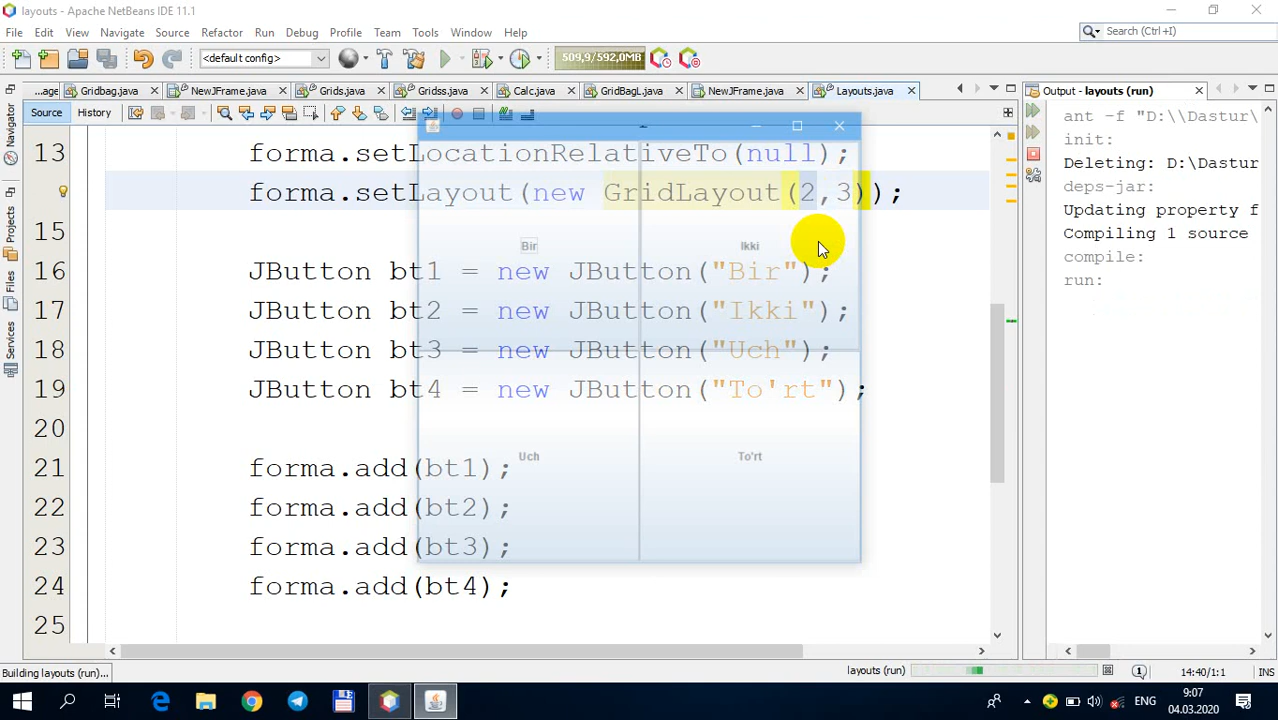 layouts - Apache NetBeans IDE 11.1
File Edit View Navigate Source Refactor Run Debug Profile Team Tools Window Help
Search (Ctrl+I)
<default config>
509,9/592,0MB
...age Gridbag.java NewJFrame.java Grids.java Gridss.java Calc.java GridBagL.java NewJFrame.java Layouts.java
Output - layouts (run)
Source History
Navigator
Projects
Files
Services
13 forma.setLocationRelativeTo(null);
14 forma.setLayout(new GridLayout(2,3));
15
16 JButton bt1 = new JButton("Bir");
17 JButton bt2 = new JButton("Ikki");
18 JButton bt3 = new JButton("Uch");
19 JButton bt4 = new JButton("To'rt");
20
21 forma.add(bt1);
22 forma.add(bt2);
23 forma.add(bt3);
24 forma.add(bt4);
25
Bir Ikki
Uch To'rt
ant -f "D:\\Dastur\
init:
Deleting: D:\Dastur
deps-jar:
Updating property f
Compiling 1 source
compile:
run:
Building layouts (run)...
layouts (run)
1
14:40/1:1
INS
ENG
9:07
04.03.2020